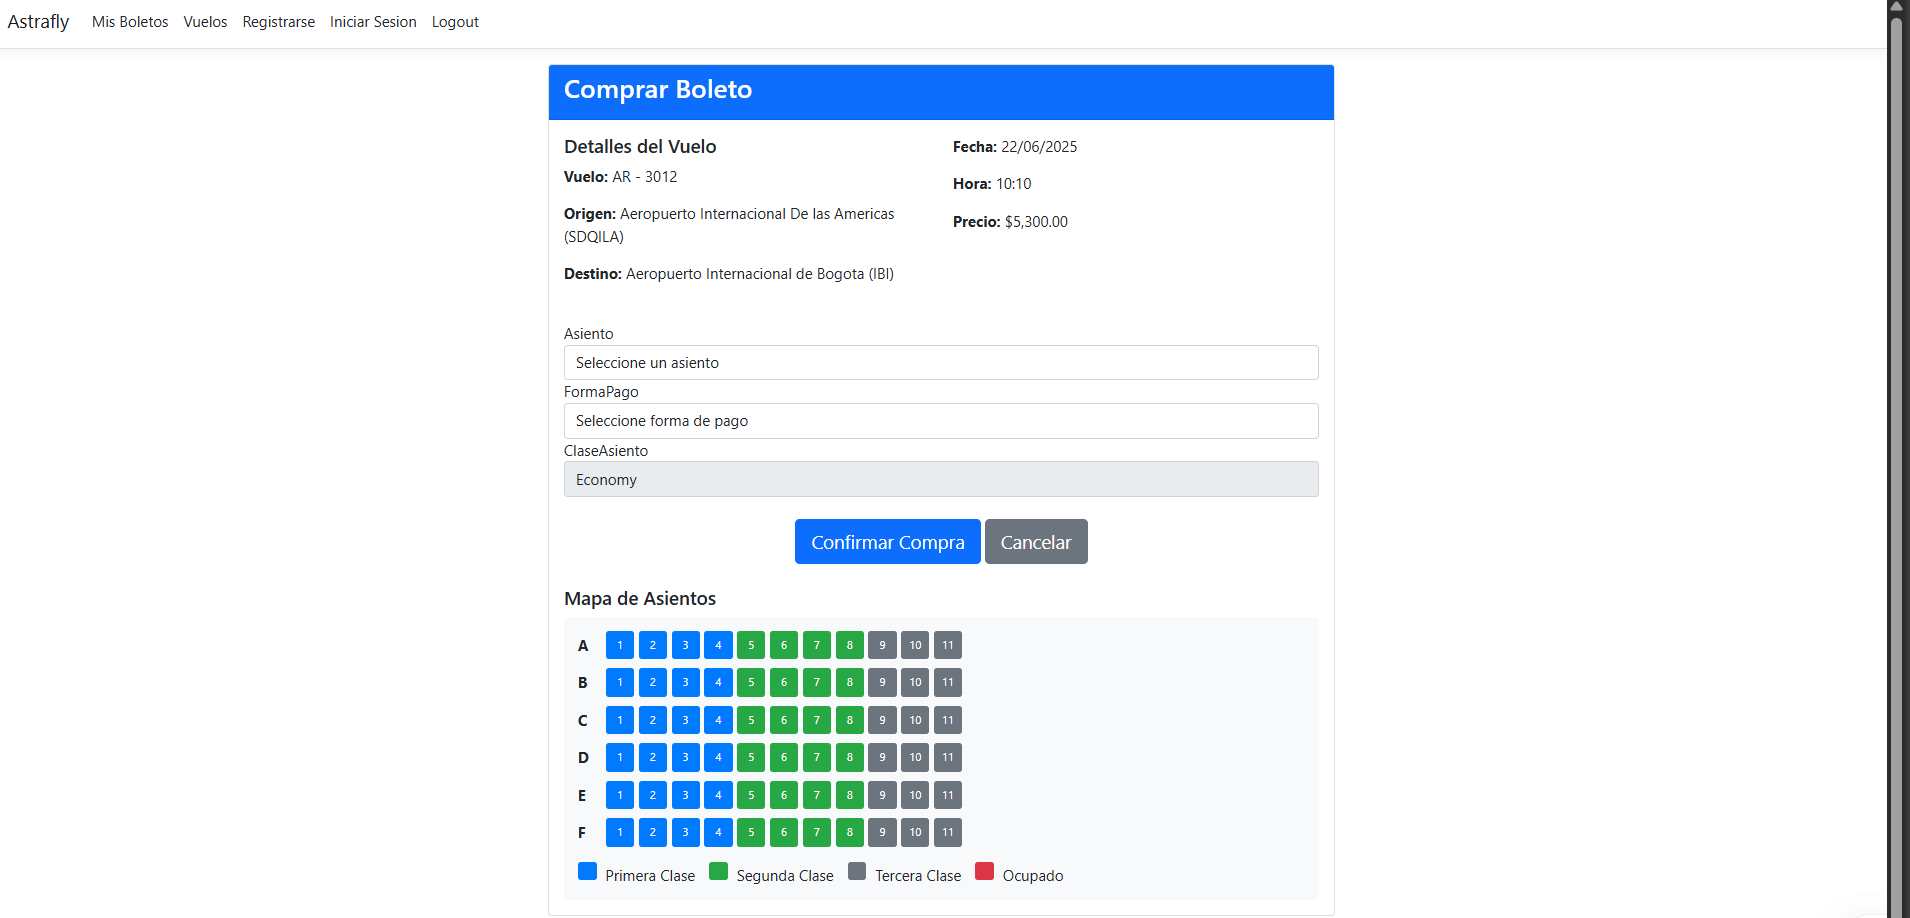 Astrafly Mis Boletos Vuelos Registrarse Iniciar Sesion Logout
Comprar Boleto
Detalles del Vuelo
Vuelo: AR - 3012
Origen: Aeropuerto Internacional De las Americas
(SDQILA)
Destino: Aeropuerto Internacional de Bogota (IBI)
Fecha: 22/06/2025
Hora: 10:10
Precio: $5,300.00
Asiento
Seleccione un asiento
FormaPago
Seleccione forma de pago
ClaseAsiento
Economy
Confirmar Compra Cancelar
Mapa de Asientos
A 1 2 3 4 5 6 7 8 9 10 11
B 1 2 3 4 5 6 7 8 9 10 11
C 1 2 3 4 5 6 7 8 9 10 11
D 1 2 3 4 5 6 7 8 9 10 11
E 1 2 3 4 5 6 7 8 9 10 11
F 1 2 3 4 5 6 7 8 9 10 11
Primera Clase Segunda Clase Tercera Clase Ocupado